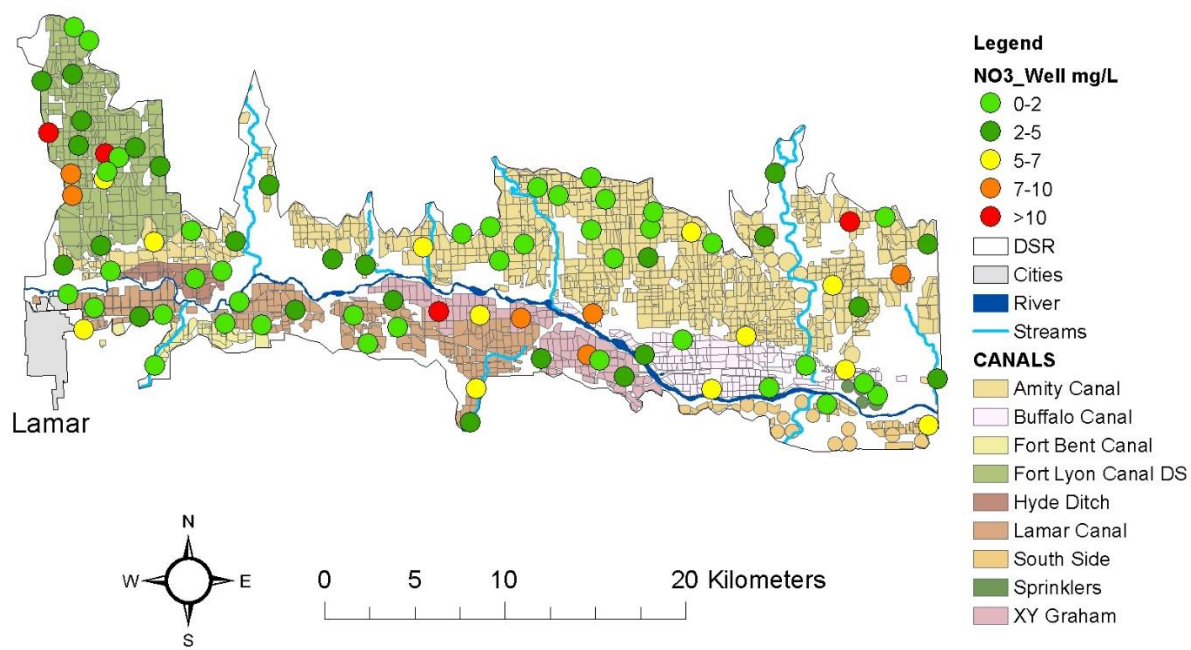 Legend
NO3_Well mg/L
0-2
2-5
5-7
7-10
>10
DSR
Cities
River
Streams
CANALS
Amity Canal
Buffalo Canal
Fort Bent Canal
Fort Lyon Canal DS
Hyde Ditch
Lamar Canal
South Side
Sprinklers
XY Graham
Lamar
N
W E
S
0 5 10 20 Kilometers